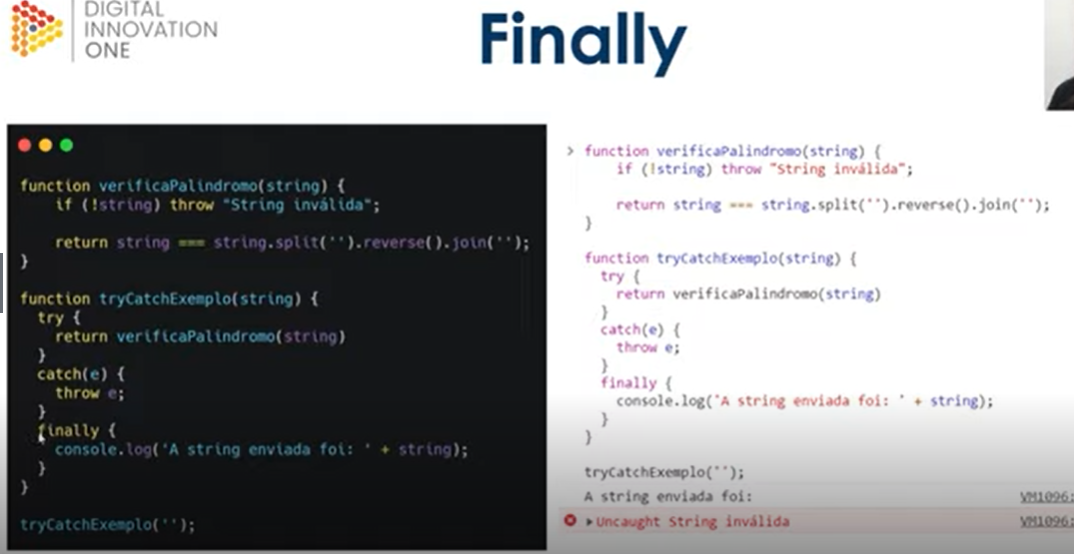 DIGITAL
INNOVATION
ONE
Finally
function verificaPalindromo(string) {
if (!string) throw "String inválida";
return string === string.split('').reverse().join('');
}
function tryCatchExemplo(string) {
try {
return verificaPalindromo(string)
}
catch(e) {
throw e;
}
finally {
console.log('A string enviada foi: ' + string);
}
}
tryCatchExemplo('');
> function verificaPalindromo(string) {
if (!string) throw "String inválida";
return string === string.split('').reverse().join('');
}
function tryCatchExemplo(string) {
try {
return verificaPalindromo(string)
}
catch(e) {
throw e;
}
finally {
console.log('A string enviada foi: ' + string);
}
}
tryCatchExemplo('');
A string enviada foi: VM1096:
Uncaught String inválida VM1096: